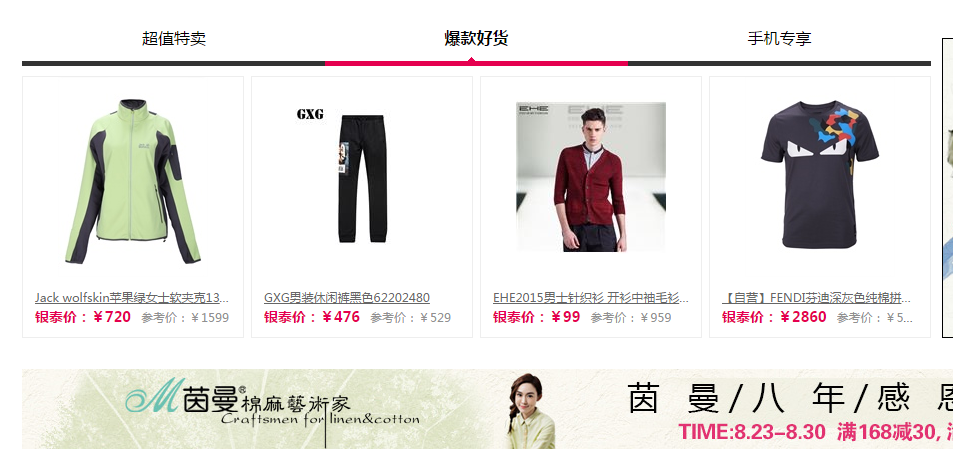 超值特卖
爆款好货
手机专享
GXG
EHE
Jack wolfskin苹果绿女士软夹克13...
银泰价：￥720 参考价：￥1599
GXG男装休闲裤黑色62202480
银泰价：￥476 参考价：￥529
EHE2015男士针织衫 开衫中袖毛衫...
银泰价：￥99 参考价：￥959
【自营】FENDI芬迪深灰色纯棉拼...
银泰价：￥2860 参考价：￥5...
茵曼®棉麻藝術家
Craftsmen for linen&cotton
茵 曼/八 年/感 恩
TIME:8.23-8.30 满168减30,